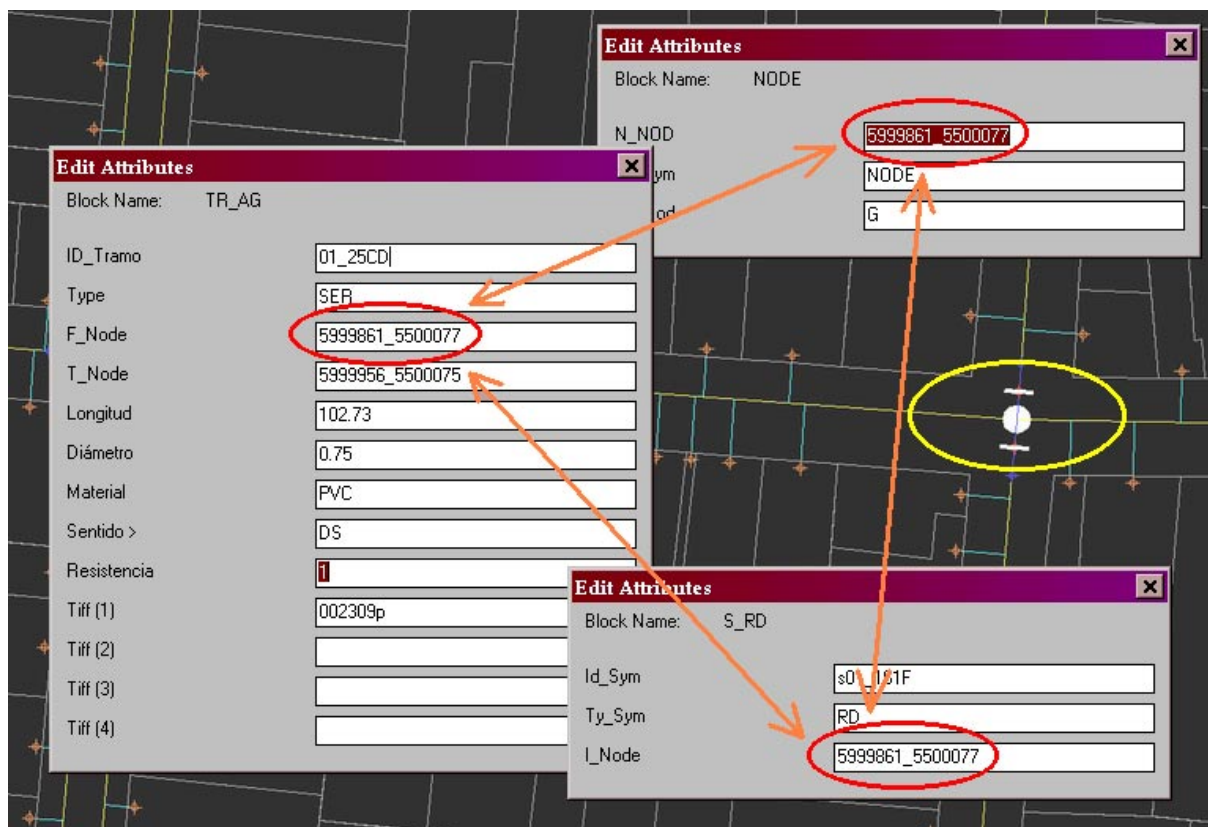 Edit Attributes
Block Name: NODE
N_NOD 5999861_5500077
ym NODE
od G
Edit Attributes
Block Name: TR_AG
ID_Tramo 01_25CD
Type SER
F_Node 5999861_5500077
T_Node 5999956_5500075
Longitud 102.73
Diámetro 0.75
Material PVC
Sentido > DS
Resistencia 1
Tiff (1) 002309p
Tiff (2)
Tiff (3)
Tiff (4)
Edit Attributes
Block Name: S_RD
Id_Sym
Ty_Sym RD
I_Node 5999861_5500077